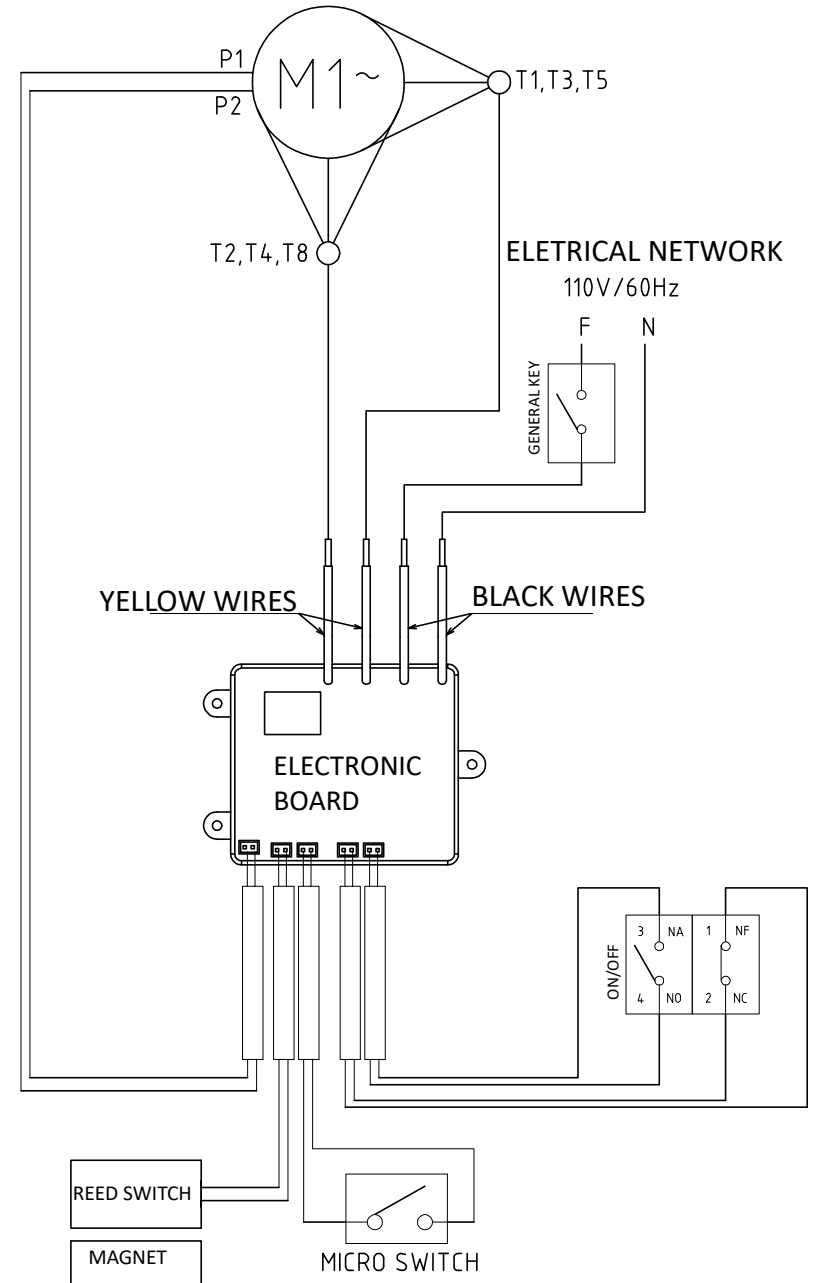 P1
M1~
T1,T3,T5
P2
T2,T4,T8
ELETRICAL NETWORK
110V/60Hz
F N
GENERAL KEY
YELLOW WIRES
BLACK WIRES
ELECTRONIC
BOARD
ON/OFF
3 NA 1 NF
4 NO 2 NC
REED SWITCH
MAGNET
MICRO SWITCH